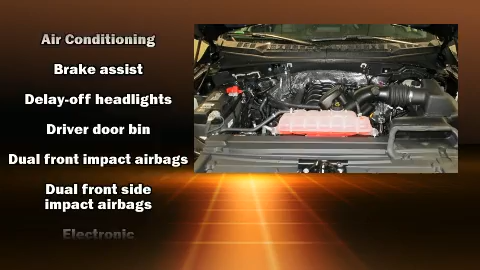 Air Conditioning
Brake assist
Delay-off headlights
Driver door bin
Dual front impact airbags
Dual front side
impact airbags
Electronic